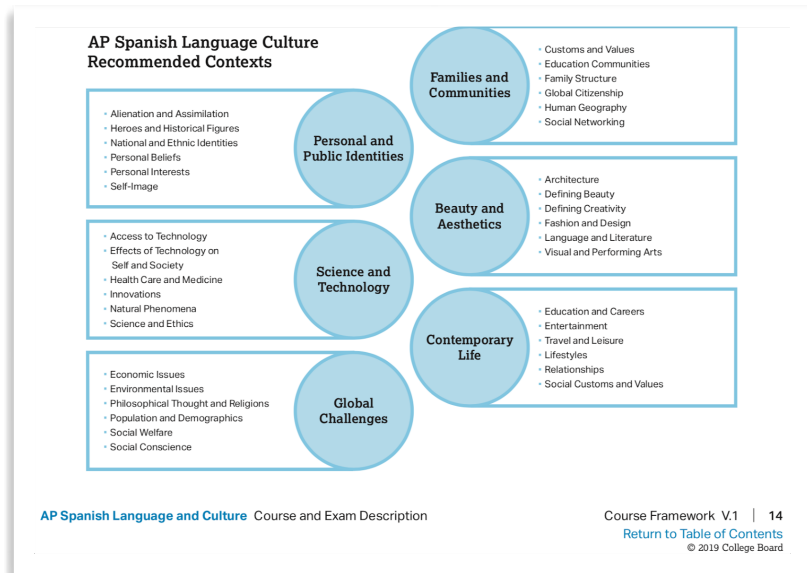 AP Spanish Language Culture
Recommended Contexts
• Alienation and Assimilation
• Heroes and Historical Figures
• National and Ethnic Identities
• Personal Beliefs
• Personal Interests
• Self-Image
Personal and
Public Identities
• Access to Technology
• Effects of Technology on
Self and Society
• Health Care and Medicine
• Innovations
• Natural Phenomena
• Science and Ethics
Science and
Technology
• Economic Issues
• Environmental Issues
• Philosophical Thought and Religions
• Population and Demographics
• Social Welfare
• Social Conscience
Global
Challenges
Families and
Communities
• Customs and Values
• Education Communities
• Family Structure
• Global Citizenship
• Human Geography
• Social Networking
Beauty and
Aesthetics
• Architecture
• Defining Beauty
• Defining Creativity
• Fashion and Design
• Language and Literature
• Visual and Performing Arts
Contemporary
Life
• Education and Careers
• Entertainment
• Travel and Leisure
• Lifestyles
• Relationships
• Social Customs and Values
AP Spanish Language and Culture Course and Exam Description
Course Framework V.1 | 14
Return to Table of Contents
© 2019 College Board